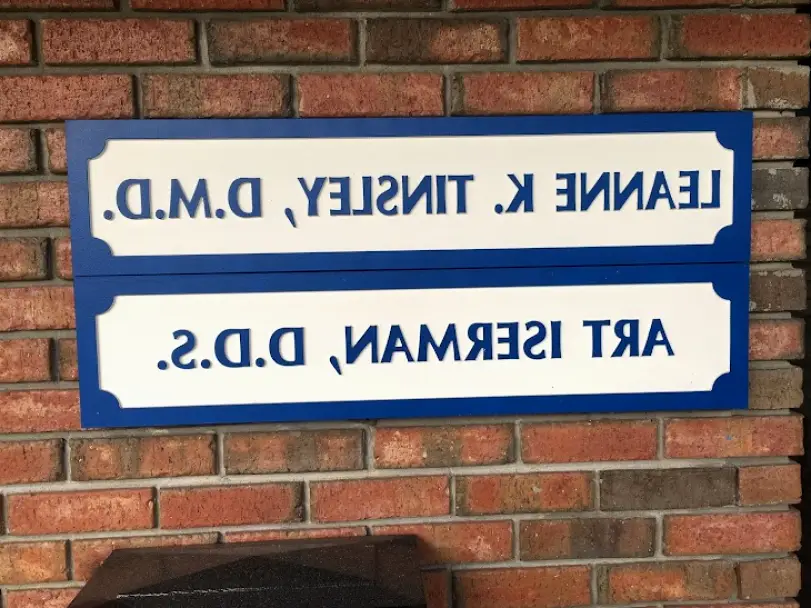 LEANNE K. TINSLEY, D.M.D.
ART ISERMAN, D.D.S.